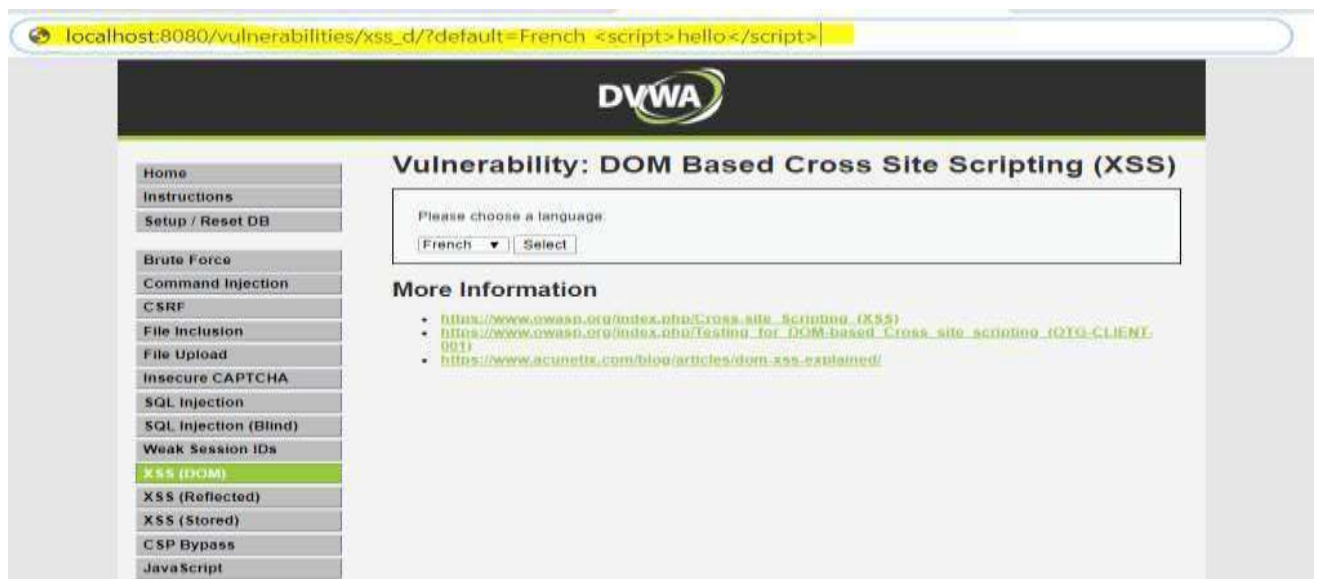 localhost:8080/vulnerabilities/xss_d/?default=French <script>hello</script>
DVWA
Home
Instructions
Setup / Reset DB
Brute Force
Command Injection
CSRF
File Inclusion
File Upload
Insecure CAPTCHA
SQL Injection
SQL Injection (Blind)
Weak Session IDs
XSS (DOM)
XSS (Reflected)
XSS (Stored)
CSP Bypass
JavaScript
Vulnerability: DOM Based Cross Site Scripting (XSS)
Please choose a language:
French
Select
More Information
https://www.owasp.org/index.php/Cross-site_Scripting_(XSS)
https://www.owasp.org/index.php/Testing_for_DOM-based_Cross_site_scripting_(OTG-CLIENT-
001)
https://www.acunetix.com/blog/articles/dom-xss-explained/